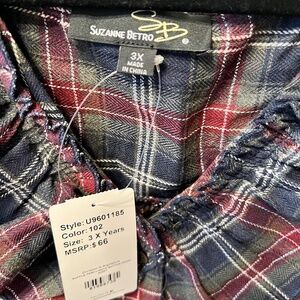 SB
SUZANNE BETRO
®
3X
MADE
IN CHINA
Style: U9601185
Color: 102
Size: 3 X Years
MSRP: $ 66